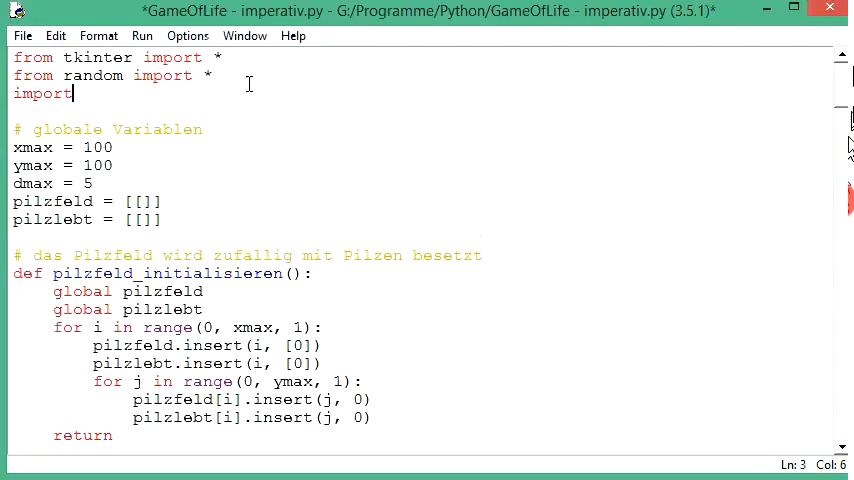 *GameOfLife - imperativ.py - G:/Programme/Python/GameOfLife - imperativ.py (3.5.1)*
File Edit Format Run Options Window Help
from tkinter import *
from random import *
import
# globale Variablen
xmax = 100
ymax = 100
dmax = 5
pilzfeld = [[]]
pilzlebt = [[]]
# das Pilzfeld wird zufällig mit Pilzen besetzt
def pilzfeld_initialisieren():
    global pilzfeld
    global pilzlebt
    for i in range(0, xmax, 1):
        pilzfeld.insert(i, [0])
        pilzlebt.insert(i, [0])
        for j in range(0, ymax, 1):
            pilzfeld[i].insert(j, 0)
            pilzlebt[i].insert(j, 0)
    return
Ln: 3 Col: 6